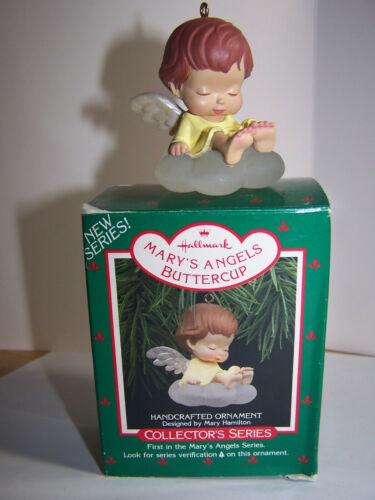 NEW
SERIES!
Hallmark
MARY'S ANGELS
BUTTERCUP
HANDCRAFTED ORNAMENT
Designed by Mary Hamilton
COLLECTOR'S SERIES
First in the Mary's Angels Series.
Look for series verification on this ornament.